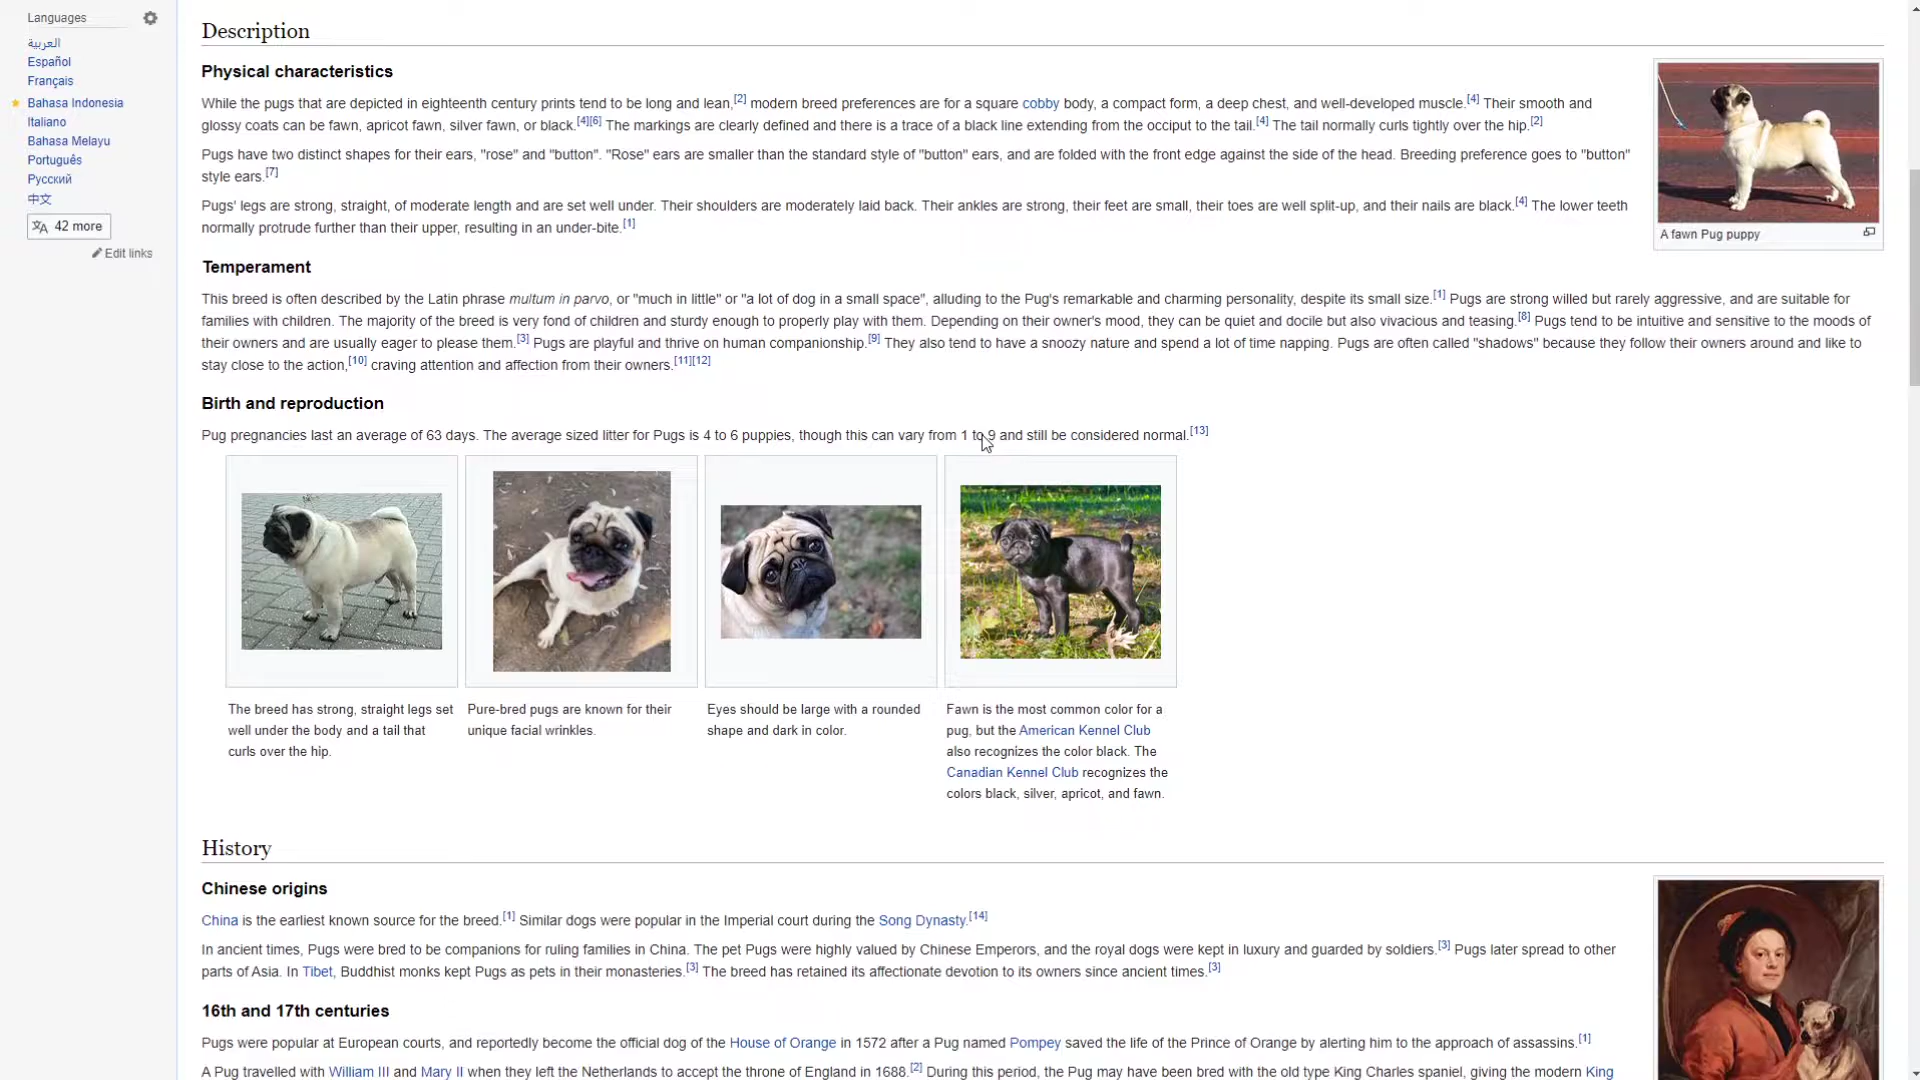 Languages
العربية
Español
Français
Bahasa Indonesia
Italiano
Bahasa Melayu
Português
Русский
中文
42 more
Edit links
Description
Physical characteristics
While the pugs that are depicted in eighteenth century prints tend to be long and lean,[2] modern breed preferences are for a square cobby body, a compact form, a deep chest, and well-developed muscle.[4] Their smooth and
glossy coats can be fawn, apricot fawn, silver fawn, or black.[4][6] The markings are clearly defined and there is a trace of a black line extending from the occiput to the tail.[4] The tail normally curls tightly over the hip.[2]
Pugs have two distinct shapes for their ears, "rose" and "button". "Rose" ears are smaller than the standard style of "button" ears, and are folded with the front edge against the side of the head. Breeding preference goes to "button"
style ears.[7]
Pugs' legs are strong, straight, of moderate length and are set well under. Their shoulders are moderately laid back. Their ankles are strong, their feet are small, their toes are well split-up, and their nails are black.[4] The lower teeth
normally protrude further than their upper, resulting in an under-bite.[1]
A fawn Pug puppy
Temperament
This breed is often described by the Latin phrase multum in parvo, or "much in little" or "a lot of dog in a small space", alluding to the Pug's remarkable and charming personality, despite its small size.[1] Pugs are strong willed but rarely aggressive, and are suitable for
families with children. The majority of the breed is very fond of children and sturdy enough to properly play with them. Depending on their owner's mood, they can be quiet and docile but also vivacious and teasing.[8] Pugs tend to be intuitive and sensitive to the moods of
their owners and are usually eager to please them.[3] Pugs are playful and thrive on human companionship.[9] They also tend to have a snoozy nature and spend a lot of time napping. Pugs are often called "shadows" because they follow their owners around and like to
stay close to the action,[10] craving attention and affection from their owners.[11][12]
Birth and reproduction
Pug pregnancies last an average of 63 days. The average sized litter for Pugs is 4 to 6 puppies, though this can vary from 1 to 9 and still be considered normal.[13]
The breed has strong, straight legs set
well under the body and a tail that
curls over the hip.
Pure-bred pugs are known for their
unique facial wrinkles.
Eyes should be large with a rounded
shape and dark in color.
Fawn is the most common color for a
pug, but the American Kennel Club
also recognizes the color black. The
Canadian Kennel Club recognizes the
colors black, silver, apricot, and fawn.
History
Chinese origins
China is the earliest known source for the breed.[1] Similar dogs were popular in the Imperial court during the Song Dynasty.[14]
In ancient times, Pugs were bred to be companions for ruling families in China. The pet Pugs were highly valued by Chinese Emperors, and the royal dogs were kept in luxury and guarded by soldiers.[3] Pugs later spread to other
parts of Asia. In Tibet, Buddhist monks kept Pugs as pets in their monasteries.[3] The breed has retained its affectionate devotion to its owners since ancient times.[3]
16th and 17th centuries
Pugs were popular at European courts, and reportedly become the official dog of the House of Orange in 1572 after a Pug named Pompey saved the life of the Prince of Orange by alerting him to the approach of assassins.[1]
A Pug travelled with William III and Mary II when they left the Netherlands to accept the throne of England in 1688.[2] During this period, the Pug may have been bred with the old type King Charles spaniel, giving the modern King